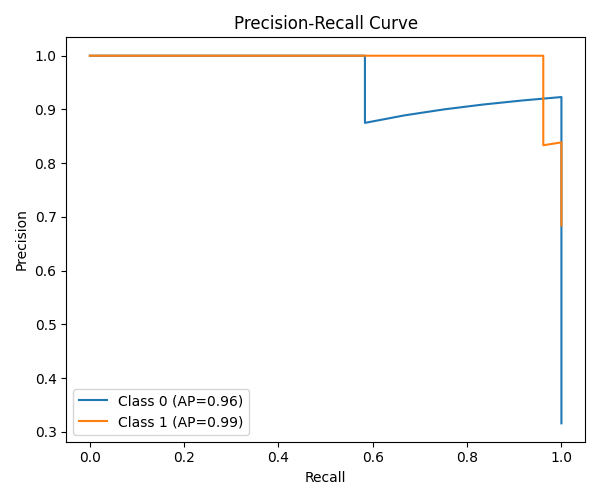 Precision-Recall Curve
1.0
0.9
0.8
0.7
0.6
0.5
0.4
0.3
Precision
Class 0 (AP=0.96)
Class 1 (AP=0.99)
0.0 0.2 0.4 0.6 0.8 1.0
Recall